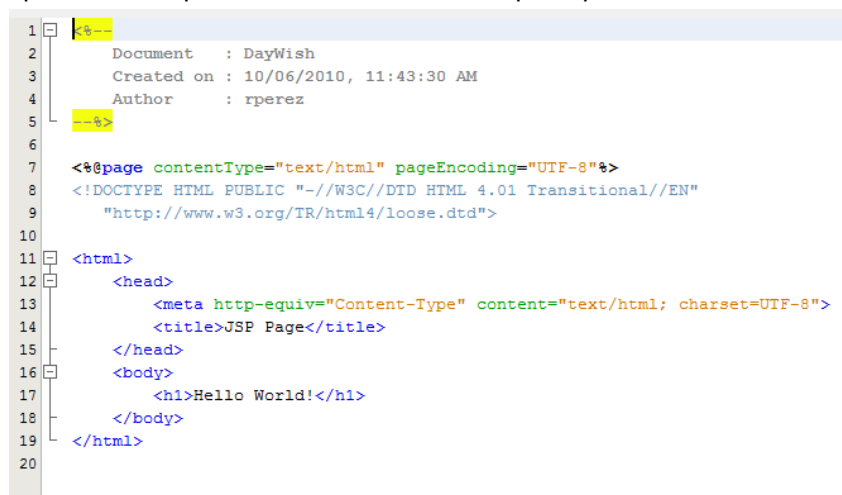 1 <%--
2 Document   : DayWish
3 Created on : 10/06/2010, 11:43:30 AM
4 Author     : rperez
5 --%>
6
7 <%@page contentType="text/html" pageEncoding="UTF-8"%>
8 <!DOCTYPE HTML PUBLIC "-//W3C//DTD HTML 4.01 Transitional//EN"
9 "http://www.w3.org/TR/html4/loose.dtd">
10
11 <html>
12 <head>
13 <meta http-equiv="Content-Type" content="text/html; charset=UTF-8">
14 <title>JSP Page</title>
15 </head>
16 <body>
17 <h1>Hello World!</h1>
18 </body>
19 </html>
20